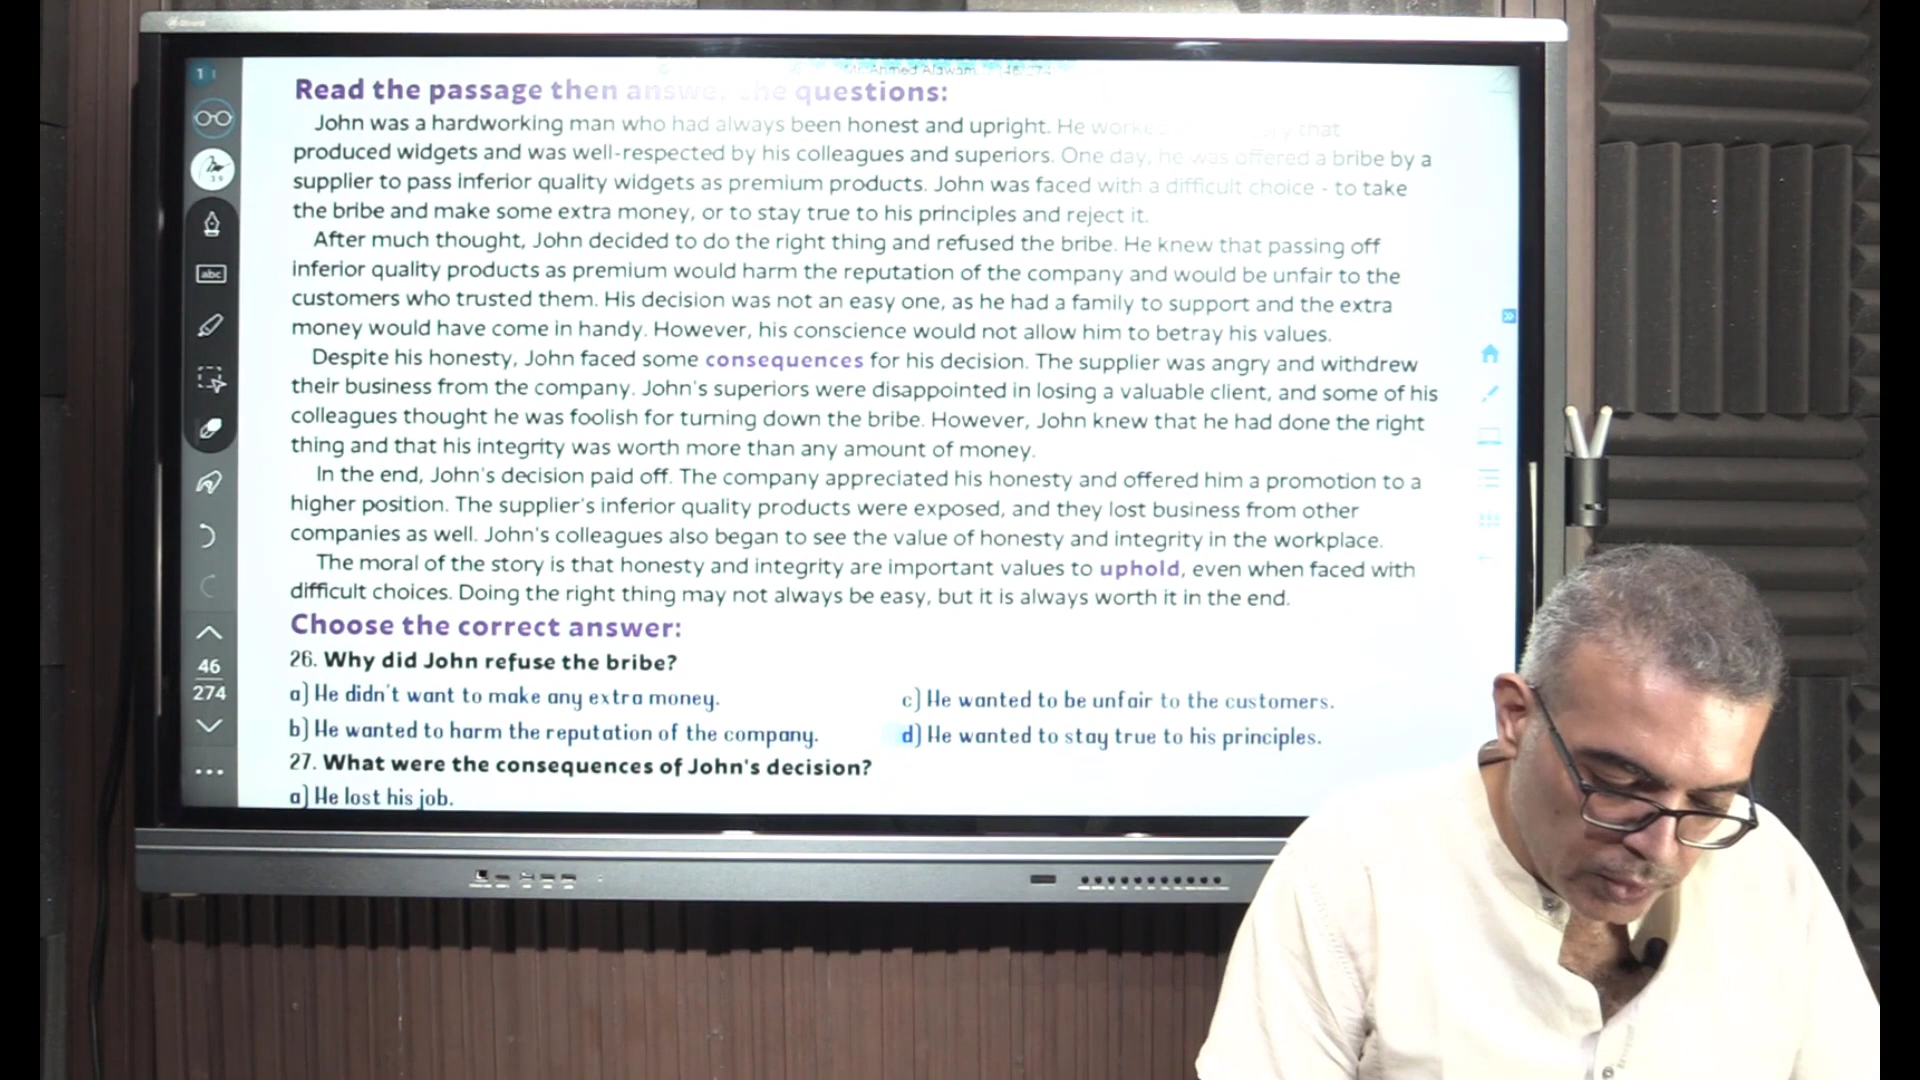 Mr. Ahmed Alawam
Read the passage then answer the questions:
John was a hardworking man who had always been honest and upright. He worked that
produced widgets and was well-respected by his colleagues and superiors. One day, he was offered a bribe by a
supplier to pass inferior quality widgets as premium products. John was faced with a difficult choice - to take
the bribe and make some extra money, or to stay true to his principles and reject it.
After much thought, John decided to do the right thing and refused the bribe. He knew that passing off
inferior quality products as premium would harm the reputation of the company and would be unfair to the
customers who trusted them. His decision was not an easy one, as he had a family to support and the extra
money would have come in handy. However, his conscience would not allow him to betray his values.
Despite his honesty, John faced some consequences for his decision. The supplier was angry and withdrew
their business from the company. John's superiors were disappointed in losing a valuable client, and some of his
colleagues thought he was foolish for turning down the bribe. However, John knew that he had done the right
thing and that his integrity was worth more than any amount of money.
In the end, John's decision paid off. The company appreciated his honesty and offered him a promotion to a
higher position. The supplier's inferior quality products were exposed, and they lost business from other
companies as well. John's colleagues also began to see the value of honesty and integrity in the workplace.
The moral of the story is that honesty and integrity are important values to uphold, even when faced with
difficult choices. Doing the right thing may not always be easy, but it is always worth it in the end.
Choose the correct answer:
26. Why did John refuse the bribe?
a) He didn't want to make any extra money.
c) He wanted to be unfair to the customers.
b) He wanted to harm the reputation of the company.
d) He wanted to stay true to his principles.
27. What were the consequences of John's decision?
a) He lost his job.
abc
46
274